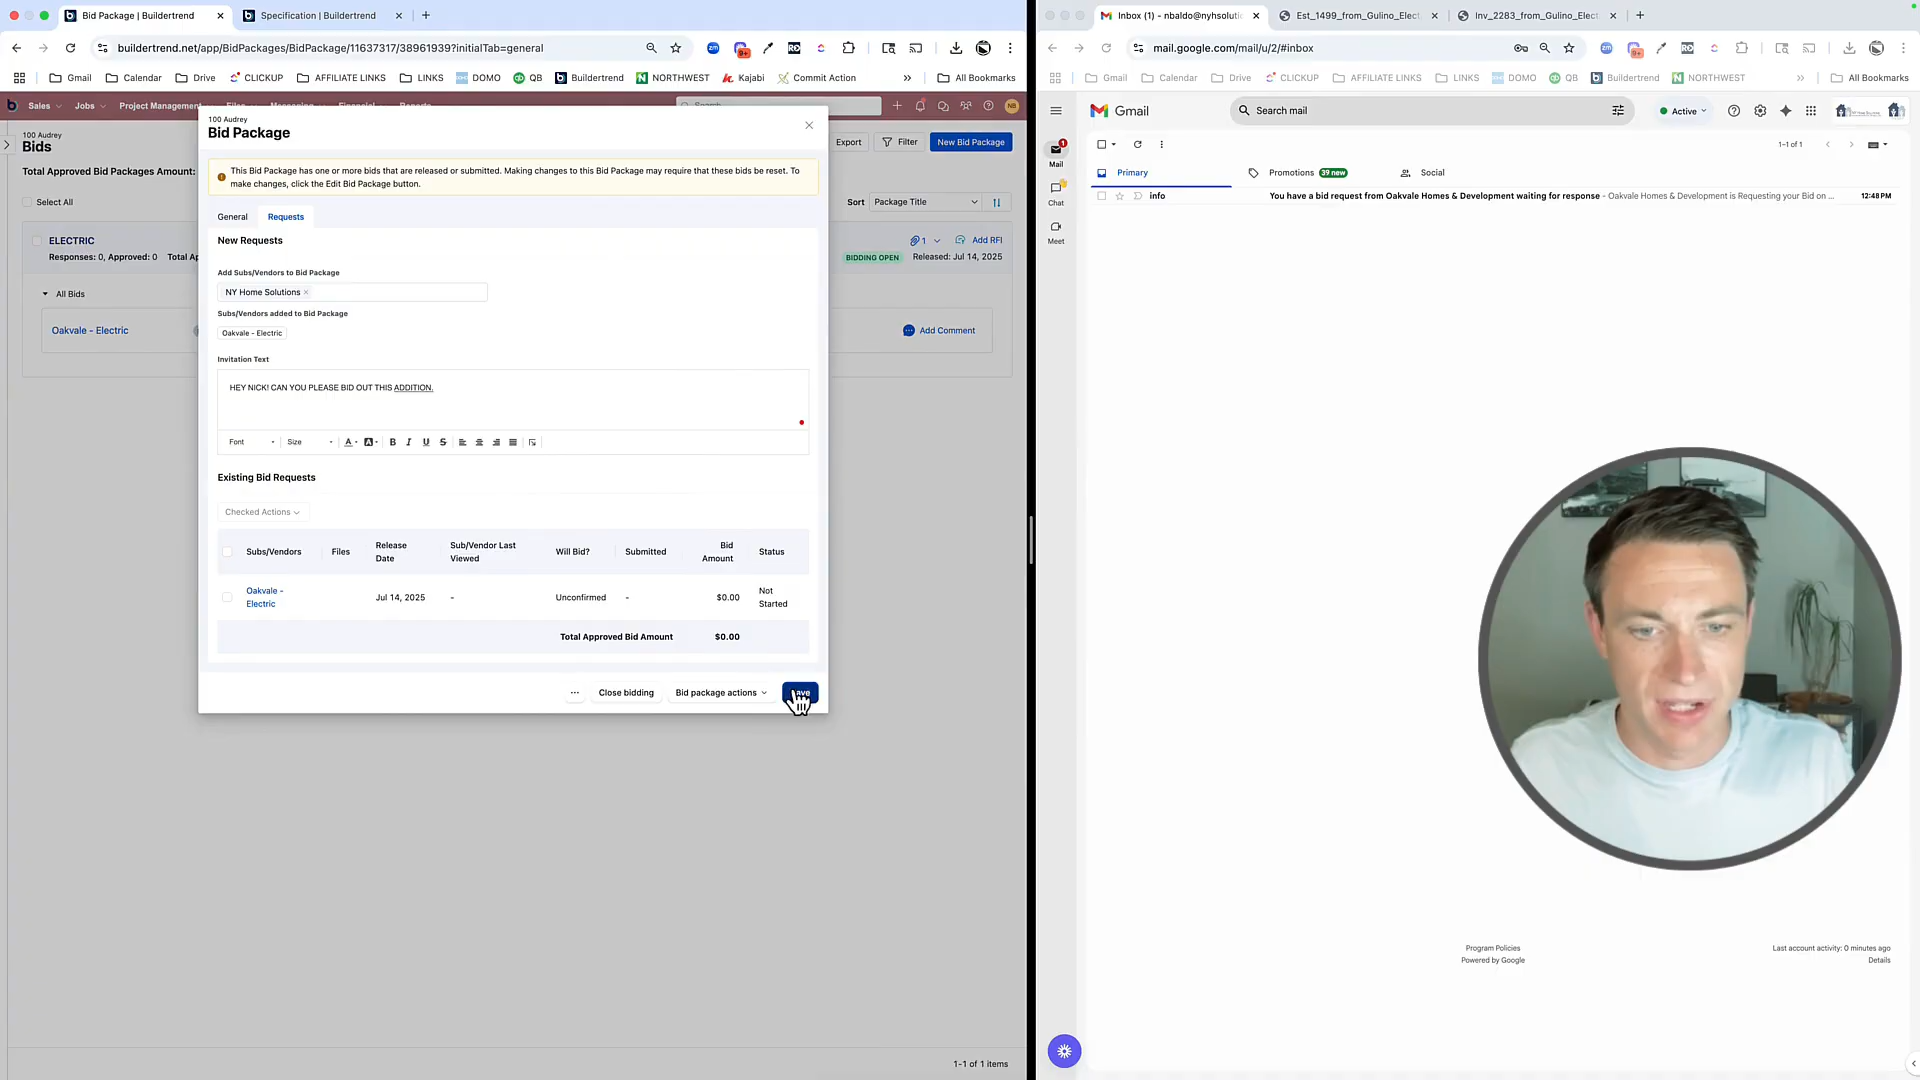 Bid Package | Buildertrend
Specification | Buildertrend
buildertrend.net/app/BidPackages/BidPackage/11637317/38961939?initialTab=general
Gmail
Calendar
Drive
CLICKUP
AFFILIATE LINKS
LINKS
DOMO
QB
Buildertrend
NORTHWEST
Kajabi
Commit Action
All Bookmarks
Sales
Jobs
Project Management
Files
Messaging
Financial
Reports
Search
NB
100 Audrey
Bids
Total Approved Bid Packages Amount:
Select All
Export
Filter
New Bid Package
Sort
Package Title
ELECTRIC
Responses: 0, Approved: 0
BIDDING OPEN
1
Add RFI
Released: Jul 14, 2025
All Bids
Oakvale - Electric
Add Comment
1-1 of 1 items
100 Audrey
Bid Package
This Bid Package has one or more bids that are released or submitted. Making changes to this Bid Package may require that these bids be reset. To
make changes, click the Edit Bid Package button.
General
Requests
New Requests
Add Subs/Vendors to Bid Package
NY Home Solutions
Subs/Vendors added to Bid Package
Oakvale - Electric
Invitation Text
HEY NICK! CAN YOU PLEASE BID OUT THIS ADDITION.
Font
Size
A
A
B
I
U
S
Existing Bid Requests
Checked Actions
Subs/Vendors
Files
Release
Date
Sub/Vendor Last
Viewed
Will Bid?
Submitted
Bid
Amount
Status
Oakvale -
Electric
Jul 14, 2025
-
Unconfirmed
-
$0.00
Not
Started
Total Approved Bid Amount
$0.00
Close bidding
Bid package actions
Inbox (1) - nbaldo@nyhsoluti
Est_1499_from_Gulino_Elect
Inv_2283_from_Gulino_Elect
mail.google.com/mail/u/2/#inbox
Gmail
Calendar
Drive
CLICKUP
AFFILIATE LINKS
LINKS
DOMO
QB
Buildertrend
NORTHWEST
All Bookmarks
Gmail
Search mail
Active
1
Mail
Chat
Meet
1-1 of 1
Primary
Promotions
39 new
Social
info
You have a bid request from Oakvale Homes & Development waiting for response - Oakvale Homes & Development is Requesting your Bid on ...
12:48 PM
Program Policies
Powered by Google
Last account activity: 0 minutes ago
Details